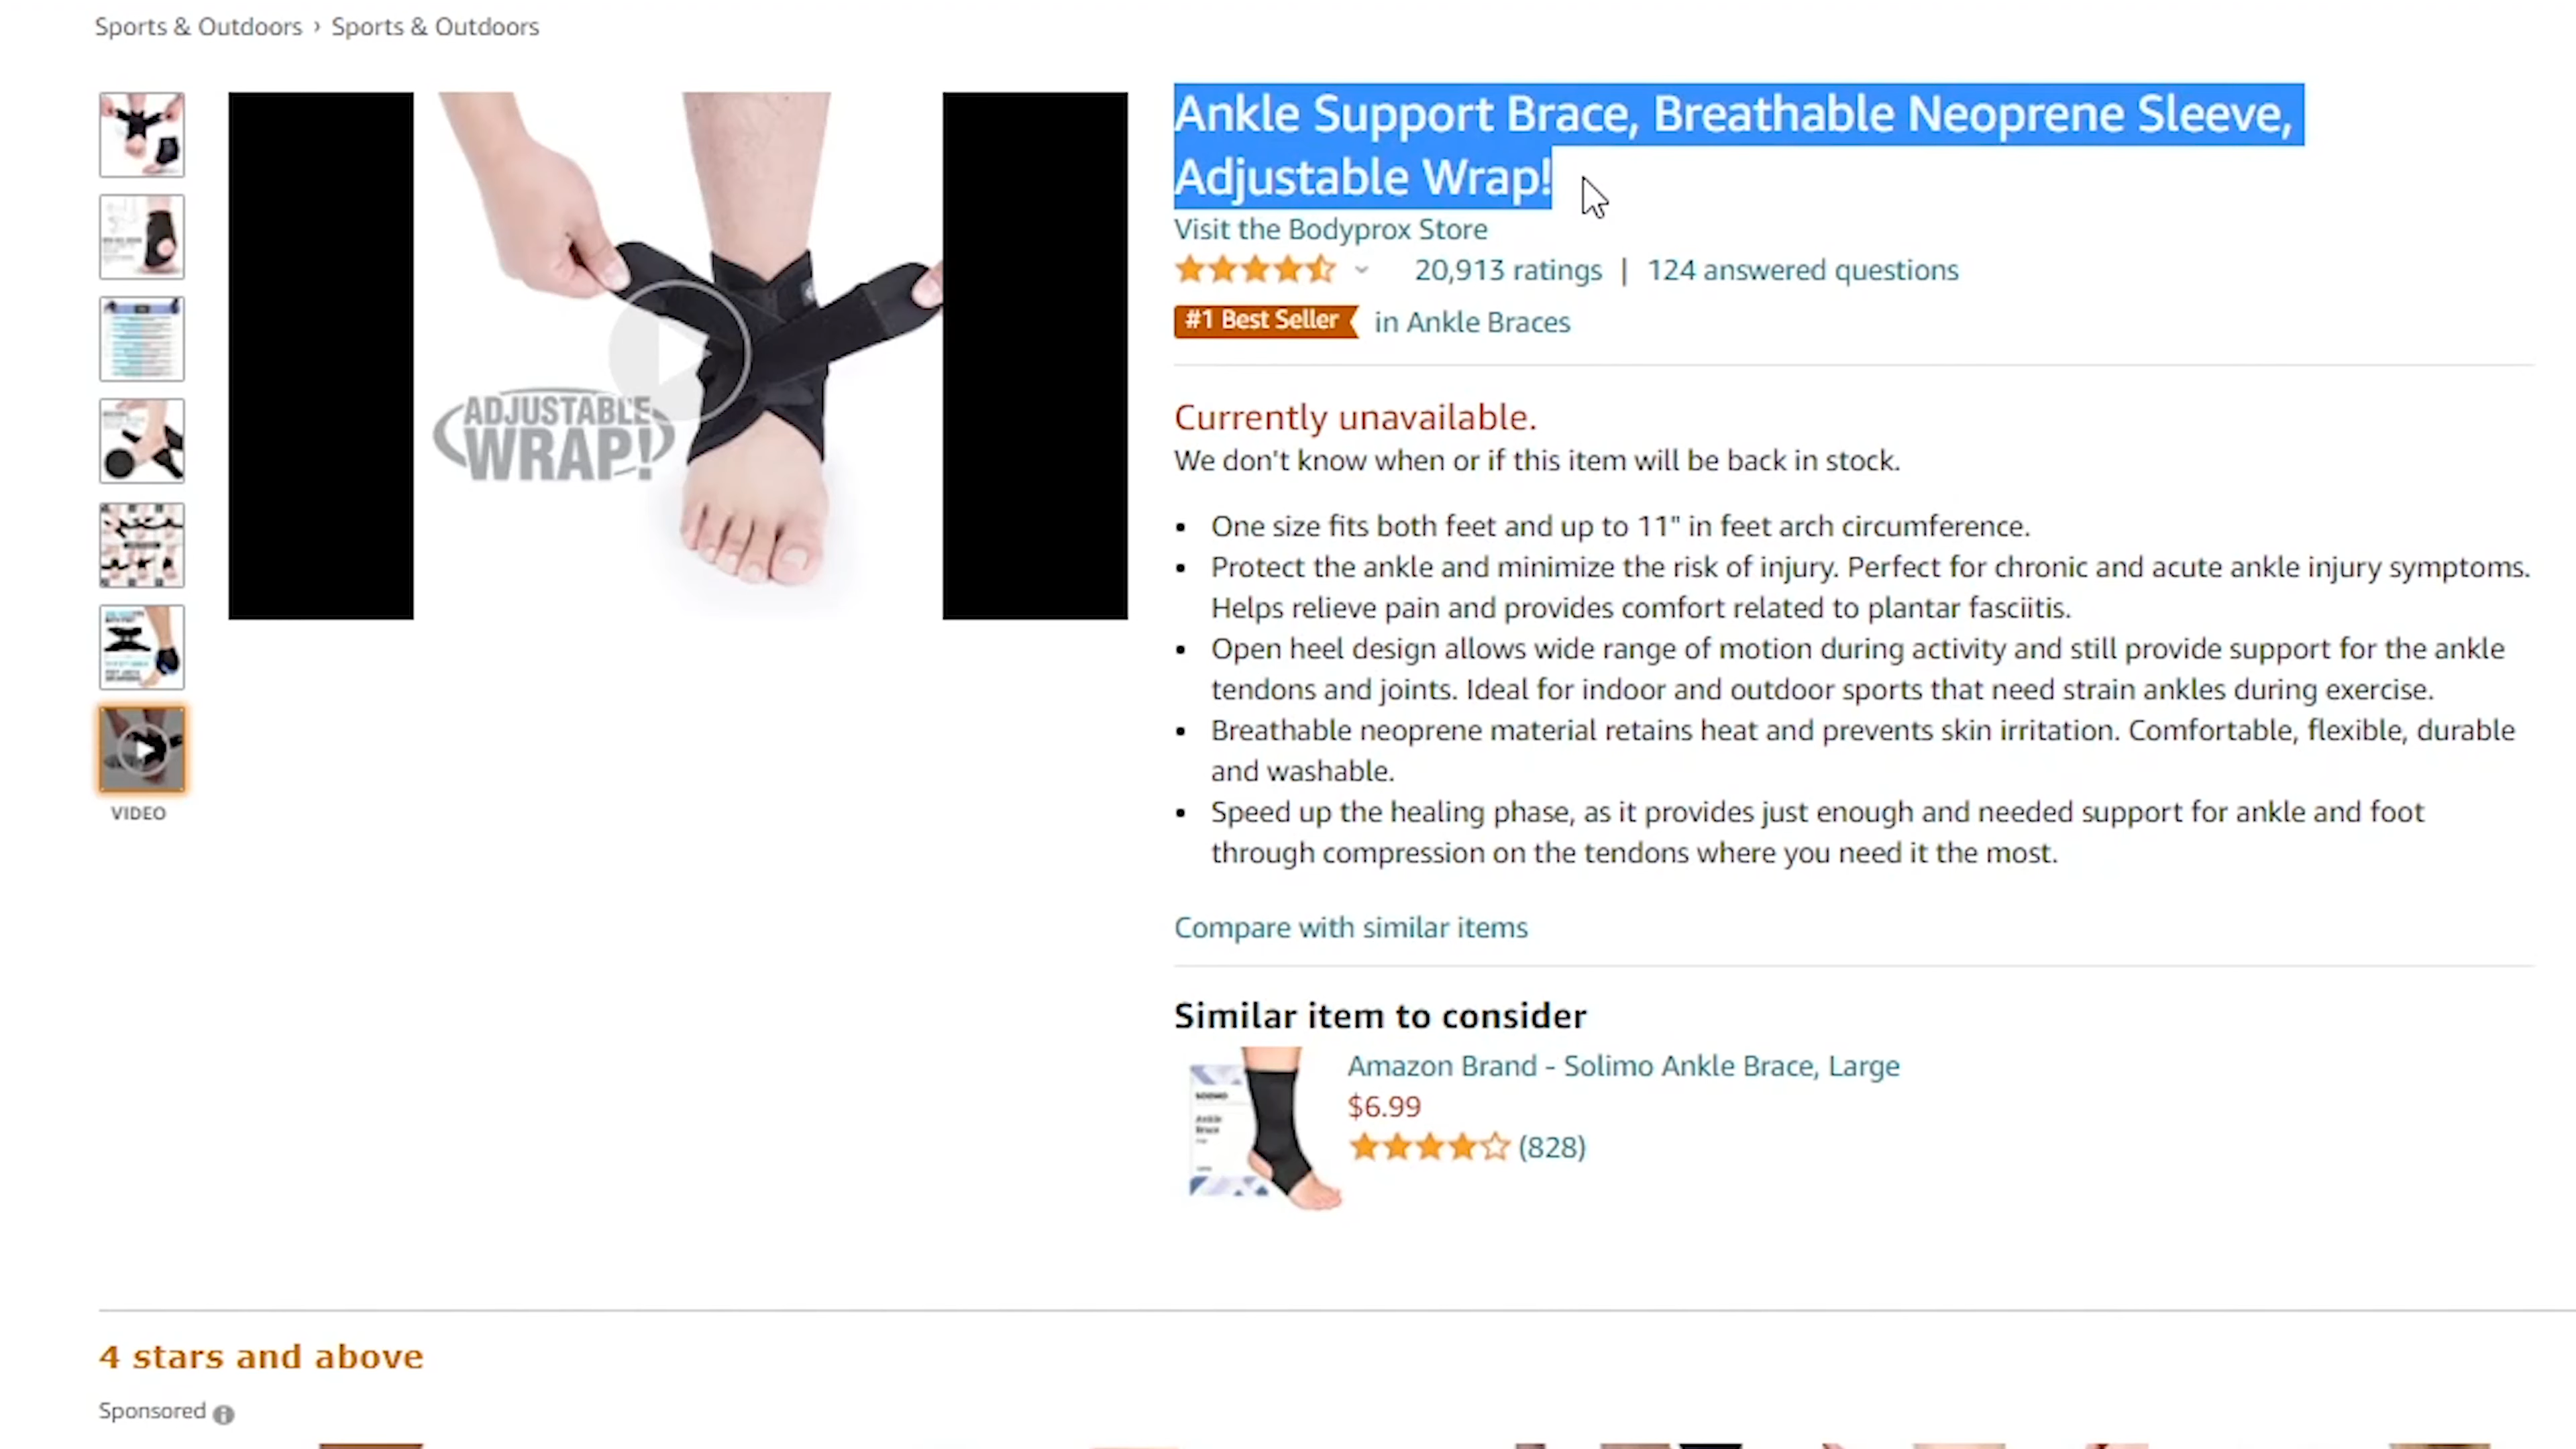 Sports & Outdoors › Sports & Outdoors
Ankle Support Brace, Breathable Neoprene Sleeve,
Adjustable Wrap!
Visit the Bodyprox Store
20,913 ratings | 124 answered questions
#1 Best Seller in Ankle Braces
ADJUSTABLE
WRAP!
Currently unavailable.
We don't know when or if this item will be back in stock.
• One size fits both feet and up to 11" in feet arch circumference.
• Protect the ankle and minimize the risk of injury. Perfect for chronic and acute ankle injury symptoms.
Helps relieve pain and provides comfort related to plantar fasciitis.
• Open heel design allows wide range of motion during activity and still provide support for the ankle
tendons and joints. Ideal for indoor and outdoor sports that need strain ankles during exercise.
• Breathable neoprene material retains heat and prevents skin irritation. Comfortable, flexible, durable
and washable.
• Speed up the healing phase, as it provides just enough and needed support for ankle and foot
through compression on the tendons where you need it the most.
VIDEO
Compare with similar items
Similar item to consider
Amazon Brand - Solimo Ankle Brace, Large
$6.99
(828)
SOLIMO
Ankle
Brace
4 stars and above
Sponsored